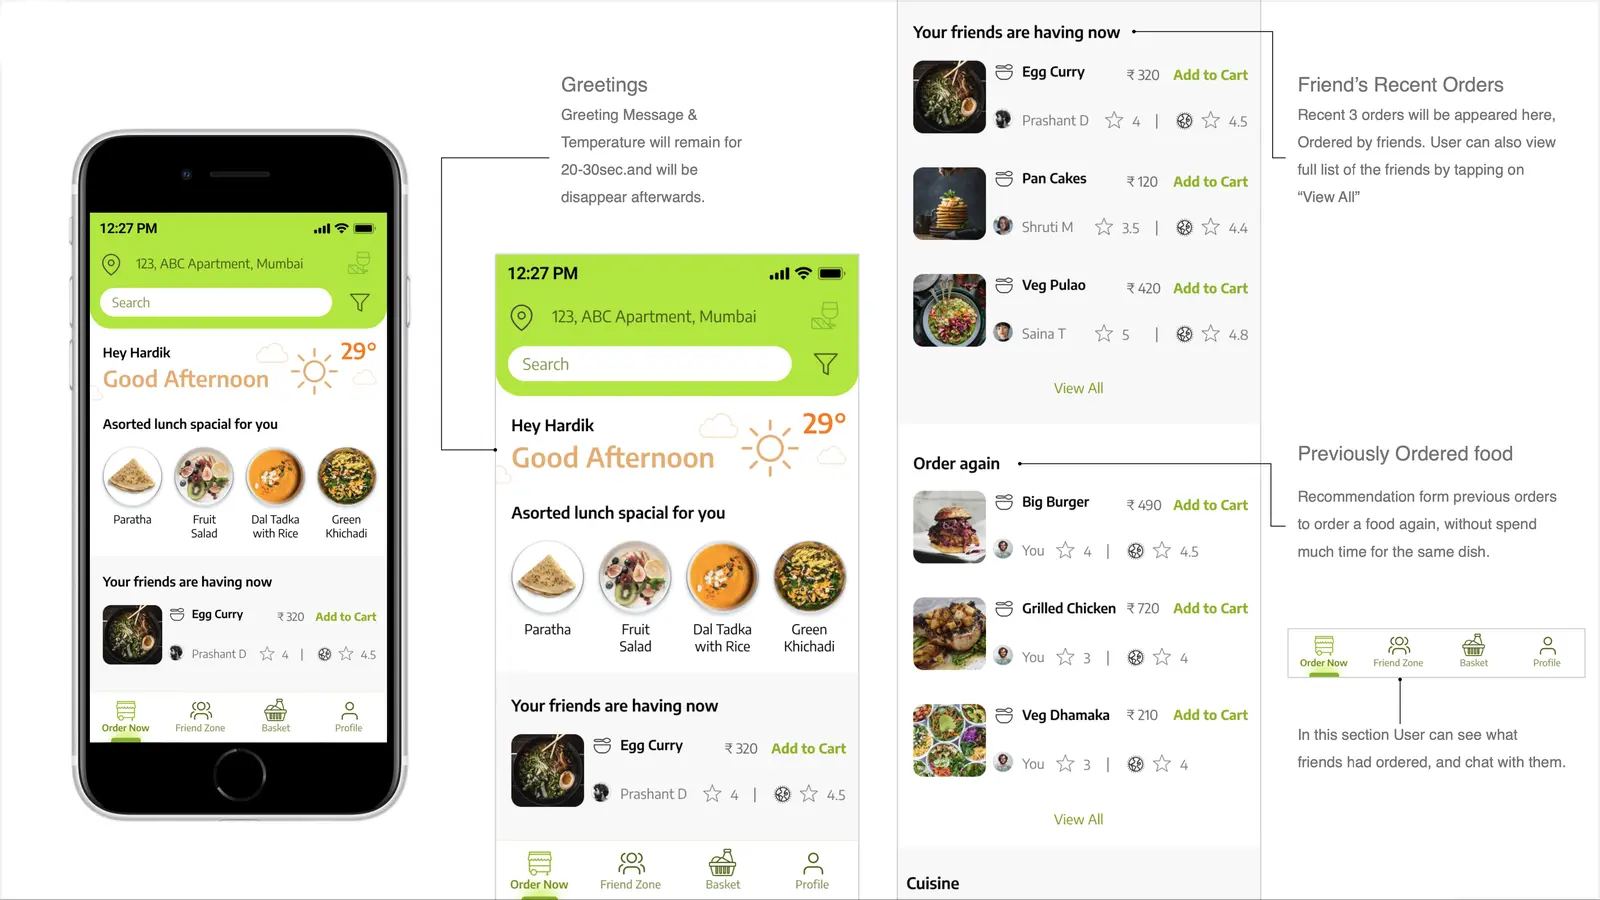 12:27 PM
123, ABC Apartment, Mumbai
Search
Hey Hardik
29°
Good Afternoon
Asorted lunch spacial for you
Paratha
Fruit
Salad
Dal Tadka
with Rice
Green
Khichadi
Your friends are having now
Egg Curry
₹ 320
Add to Cart
Prashant D
4 | 4.5
Order Now
Friend Zone
Basket
Profile
Greetings
Greeting Message &
Temperature will remain for
20-30sec.and will be
disappear afterwards.
12:27 PM
123, ABC Apartment, Mumbai
Search
Hey Hardik
29°
Good Afternoon
Asorted lunch spacial for you
Paratha
Fruit
Salad
Dal Tadka
with Rice
Green
Khichadi
Your friends are having now
Egg Curry
₹ 320
Add to Cart
Prashant D
4 | 4.5
Order Now
Friend Zone
Basket
Profile
Your friends are having now
Egg Curry
₹ 320
Add to Cart
Prashant D
4 | 4.5
Pan Cakes
₹ 120
Add to Cart
Shruti M
3.5 | 4.4
Veg Pulao
₹ 420
Add to Cart
Saina T
5 | 4.8
View All
Order again
Big Burger
₹ 490
Add to Cart
You
4 | 4.5
Grilled Chicken
₹ 720
Add to Cart
You
3 | 4
Veg Dhamaka
₹ 210
Add to Cart
You
3 | 4
View All
Cuisine
Friend's Recent Orders
Recent 3 orders will be appeared here,
Ordered by friends. User can also view
full list of the friends by tapping on
“View All”
Previously Ordered food
Recommendation form previous orders
to order a food again, without spend
much time for the same dish.
Order Now
Friend Zone
Basket
Profile
In this section User can see what
friends had ordered, and chat with them.